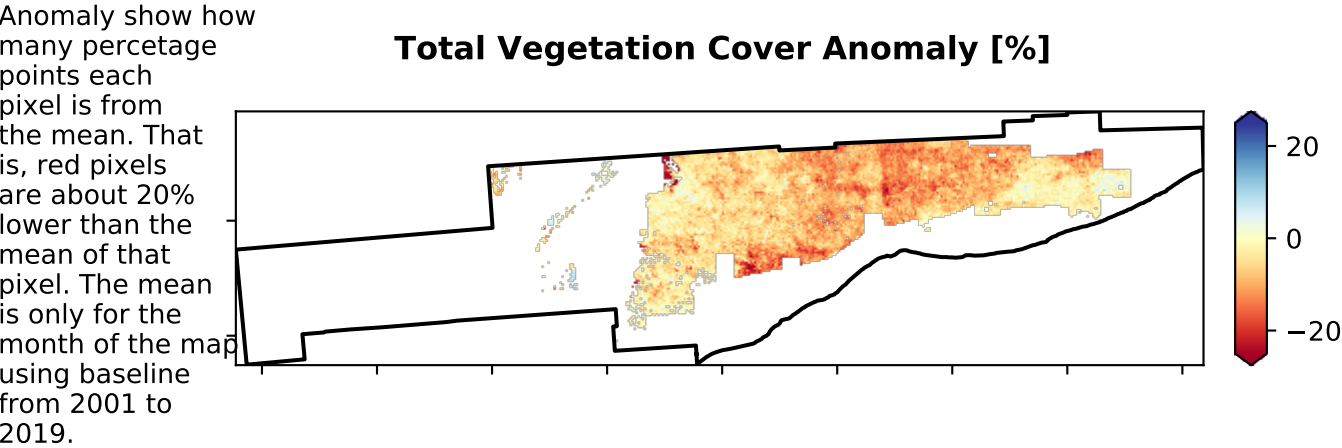 Anomaly show how
many percetage
points each
pixel is from
the mean. That
is, red pixels
are about 20%
lower than the
mean of that
pixel. The mean
is only for the
month of the map
using baseline
from 2001 to
2019.
Total Vegetation Cover Anomaly [%]
20
0
−20